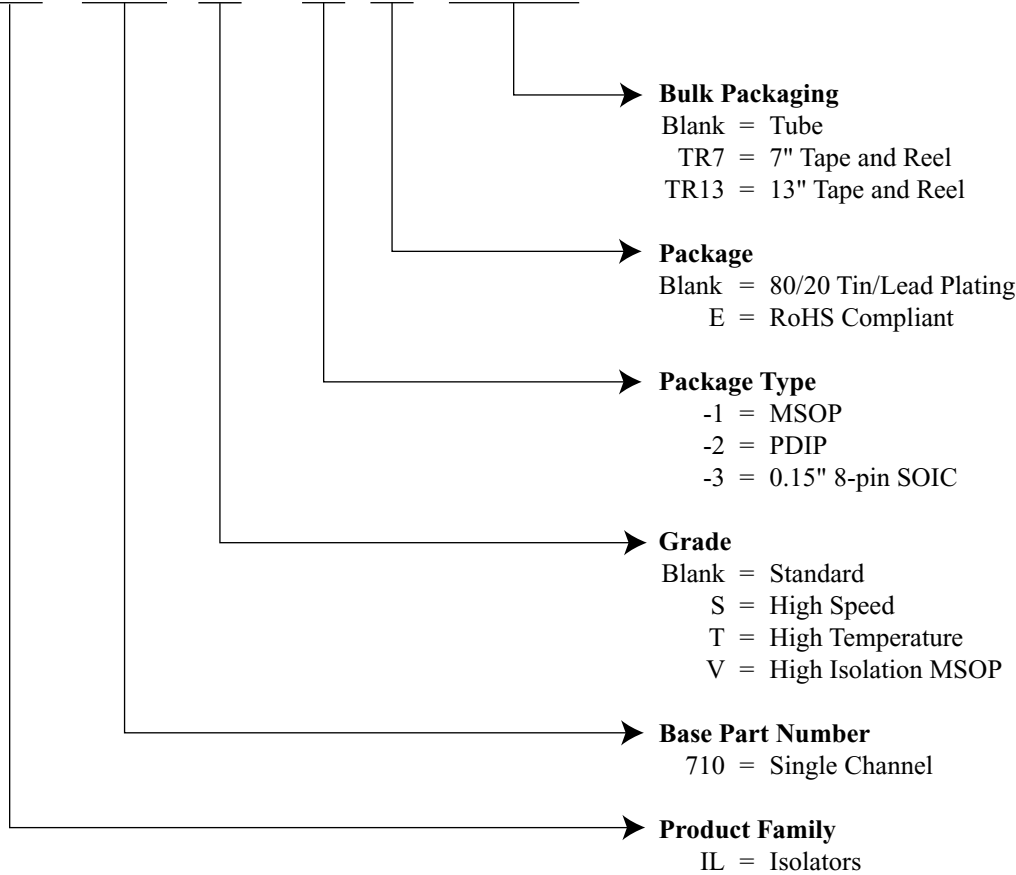 Bulk Packaging
Blank = Tube
TR7 = 7" Tape and Reel
TR13 = 13" Tape and Reel
Package
Blank = 80/20 Tin/Lead Plating
E = RoHS Compliant
Package Type
-1 = MSOP
-2 = PDIP
-3 = 0.15" 8-pin SOIC
Grade
Blank = Standard
S = High Speed
T = High Temperature
V = High Isolation MSOP
Base Part Number
710 = Single Channel
Product Family
IL = Isolators